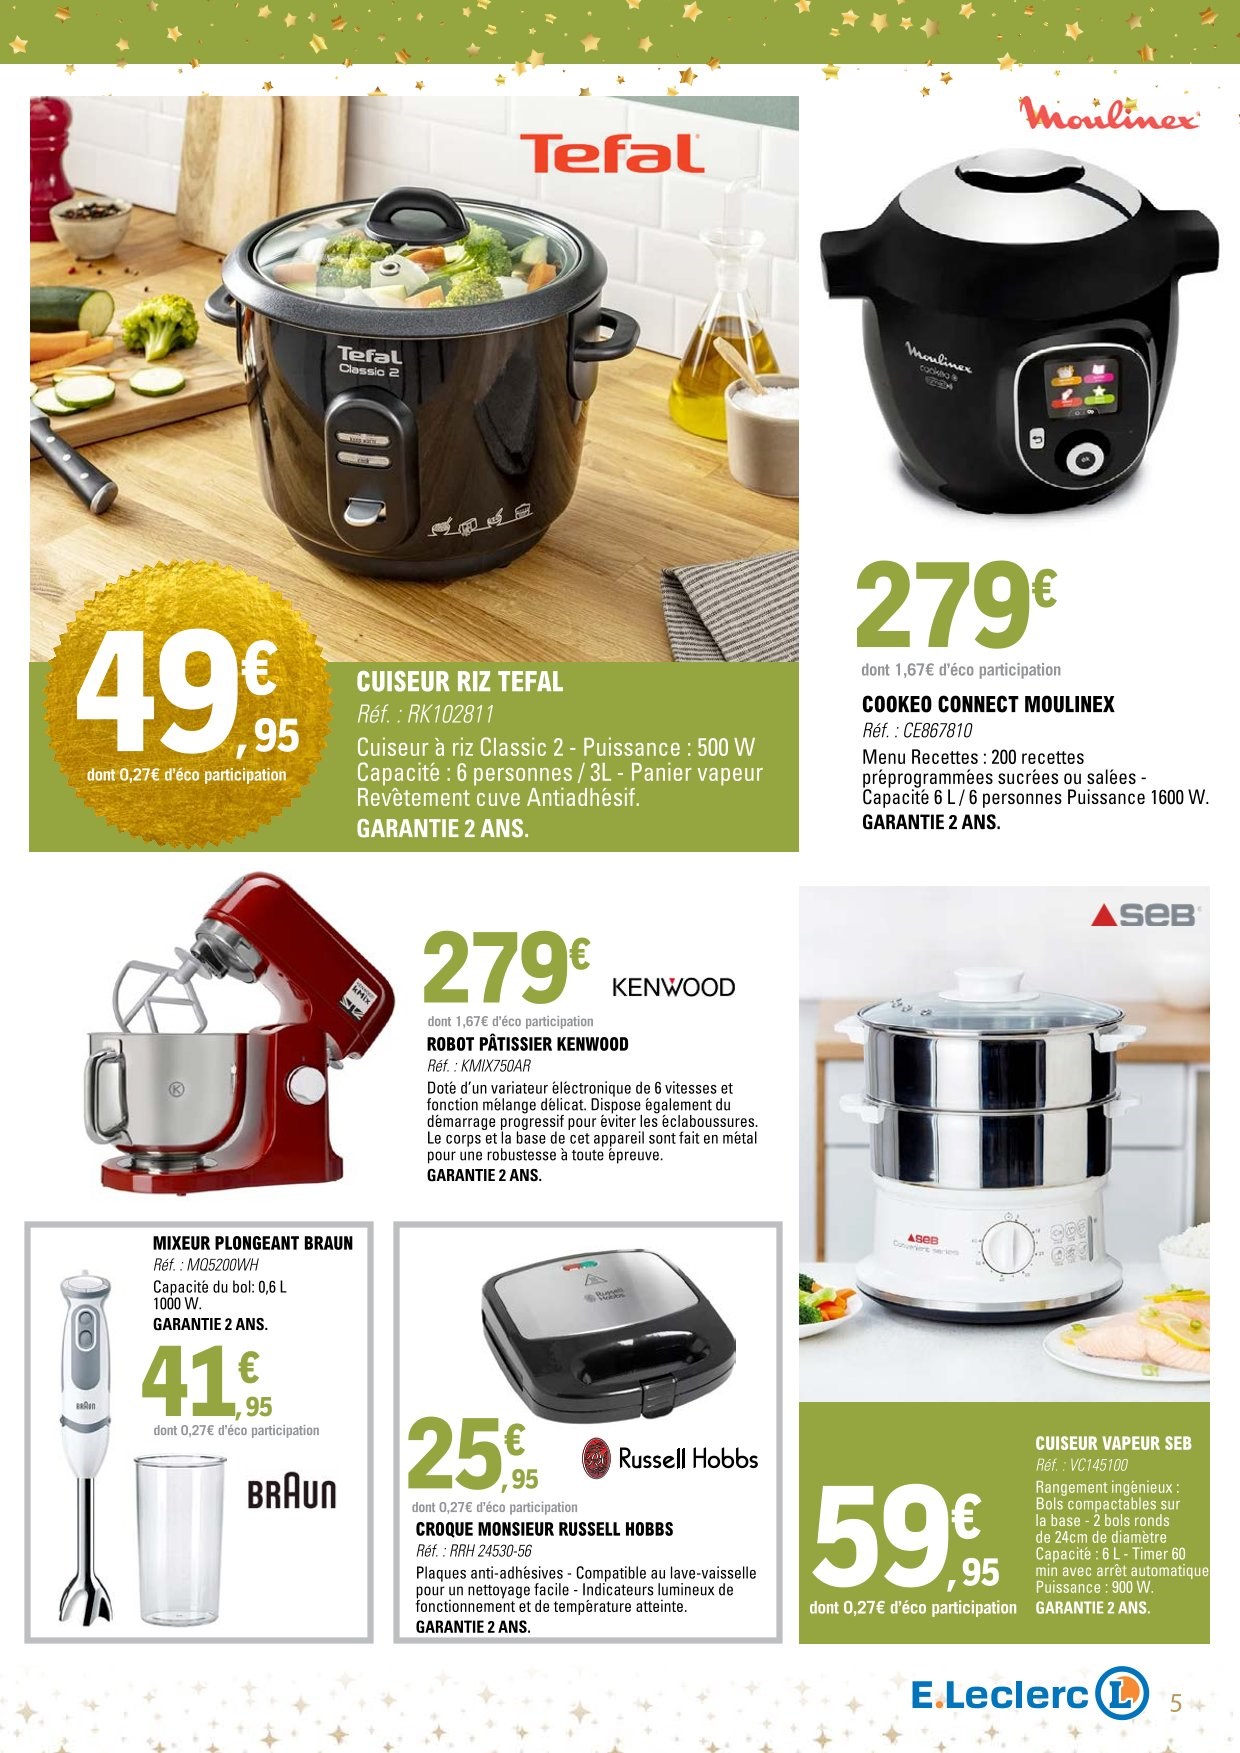 Tefal
Tefal
Classic 2
49€,95
dont 0,27€ d'éco participation
CUISEUR RIZ TEFAL
Réf. : RK102811
Cuiseur à riz Classic 2 - Puissance : 500 W
Capacité : 6 personnes / 3L - Panier vapeur
Revêtement cuve Antiadhésif.
GARANTIE 2 ANS.
Moulinex
Moulinex
cookeo
279€
dont 1,67€ d'éco participation
COOKEO CONNECT MOULINEX
Réf. : CE867810
Menu Recettes : 200 recettes
préprogrammées sucrées ou salées -
Capacité 6 L / 6 personnes Puissance 1600 W.
GARANTIE 2 ANS.
kMix
K
279€
KENWOOD
dont 1,67€ d'éco participation
ROBOT PÂTISSIER KENWOOD
Réf. : KMIX750AR
Doté d'un variateur électronique de 6 vitesses et
fonction mélange délicat. Dispose également du
démarrage progressif pour éviter les éclaboussures.
Le corps et la base de cet appareil sont fait en métal
pour une robustesse à toute épreuve.
GARANTIE 2 ANS.
MIXEUR PLONGEANT BRAUN
Réf. : MQ5200WH
Capacité du bol: 0,6 L
1000 W.
GARANTIE 2 ANS.
41€,95
dont 0,27€ d'éco participation
BRAUN
BRAUN
Russell
Hobbs
25€,95
Russell Hobbs
dont 0,27€ d'éco participation
CROQUE MONSIEUR RUSSELL HOBBS
Réf. : RRH 24530-56
Plaques anti-adhésives - Compatible au lave-vaisselle
pour un nettoyage facile - Indicateurs lumineux de
fonctionnement et de température atteinte.
GARANTIE 2 ANS.
SEB
SEB
Convenient series
59€,95
dont 0,27€ d'éco participation
CUISEUR VAPEUR SEB
Réf. : VC145100
Rangement ingénieux :
Bols compactables sur
la base - 2 bols ronds
de 24cm de diamètre
Capacité : 6 L - Timer 60
min avec arrêt automatique
Puissance : 900 W.
GARANTIE 2 ANS.
E.Leclerc L
5